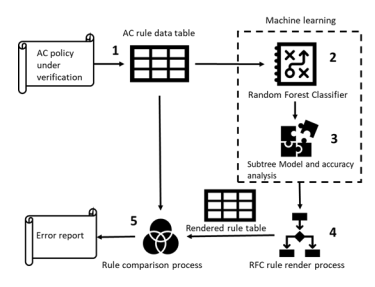 Machine learning
AC rule data table
AC policy
under
verification
1
2
Random Forest Classifier
3
Subtree Model and accuracy
analysis
Rendered rule table
5
4
Error report
Rule comparison process
RFC rule render process